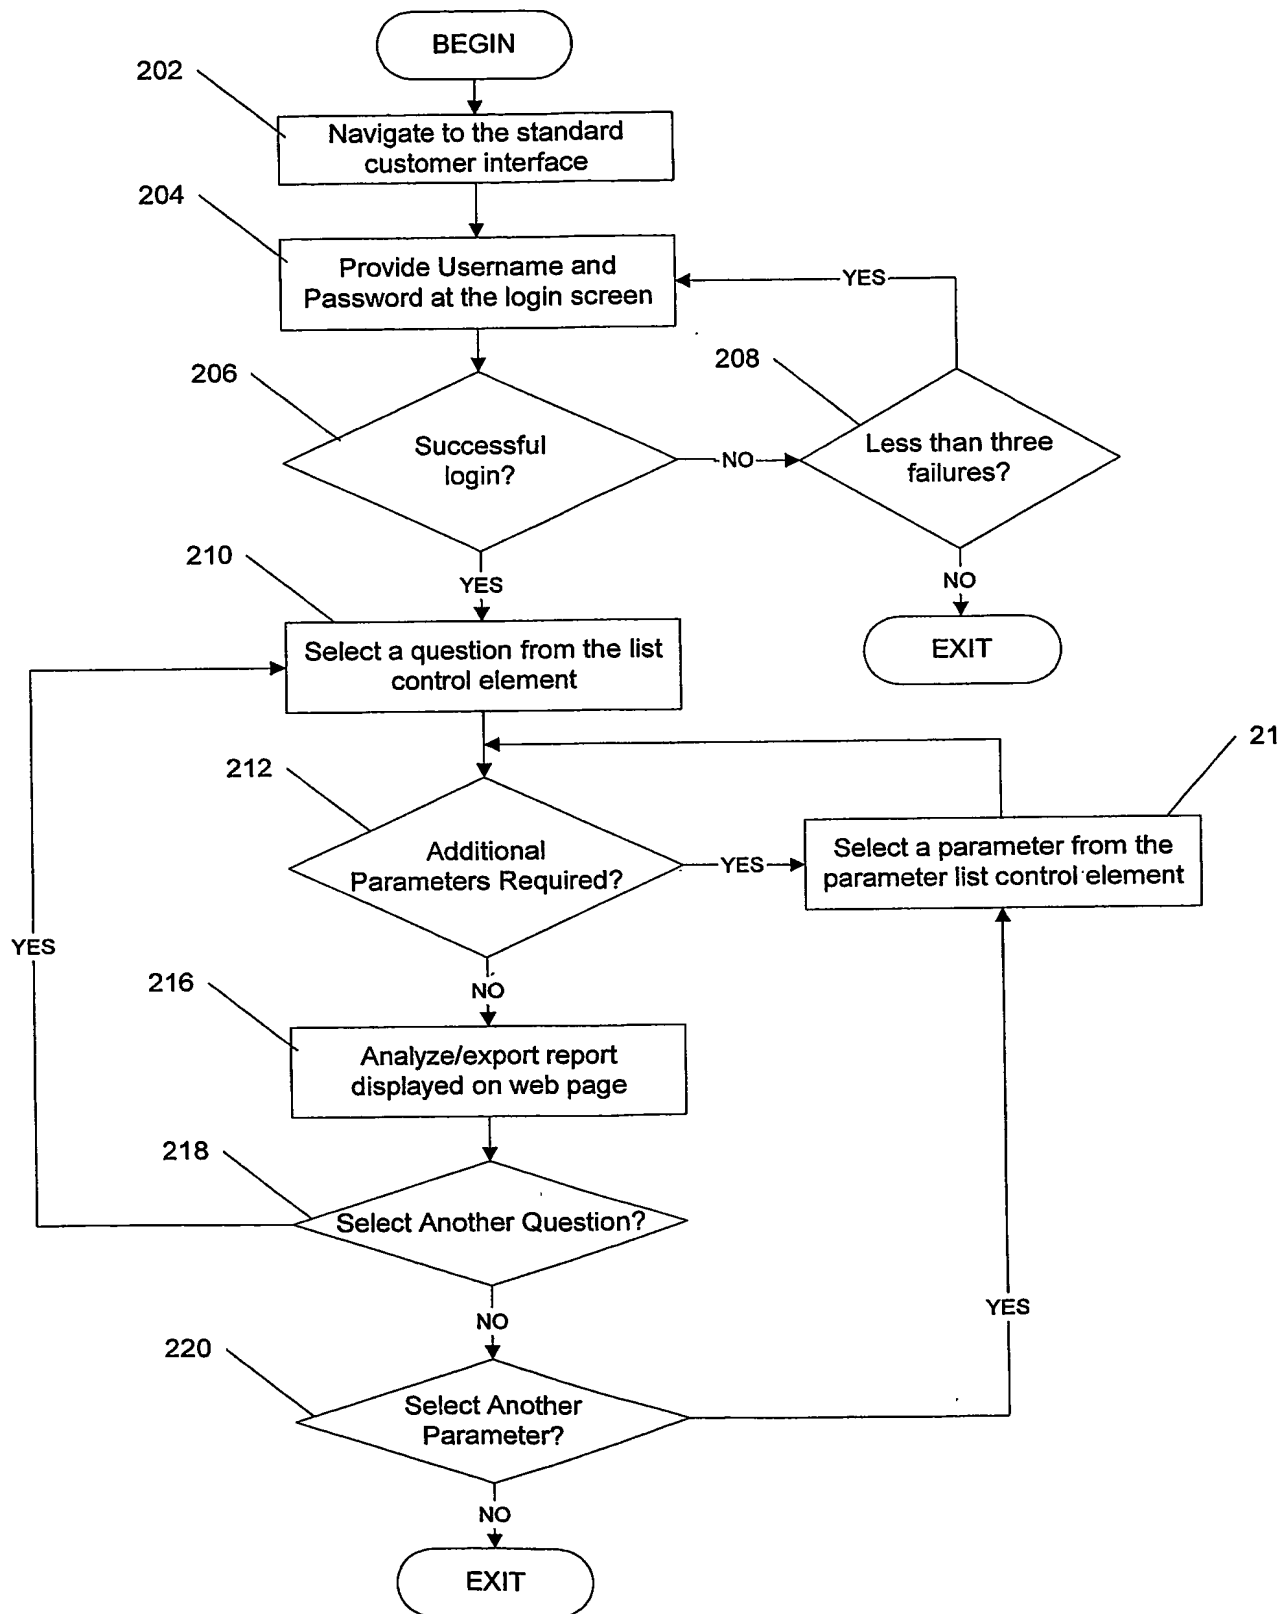 BEGIN
202
Navigate to the standard
customer interface
204
Provide Username and
Password at the login screen
YES
206
208
Successful
login?
NO
Less than three
failures?
210
YES
NO
Select a question from the list
control element
EXIT
212
21
Additional
Parameters Required?
YES
Select a parameter from the
parameter list control element
YES
216
NO
Analyze/export report
displayed on web page
218
Select Another Question?
NO
YES
220
Select Another
Parameter?
NO
EXIT